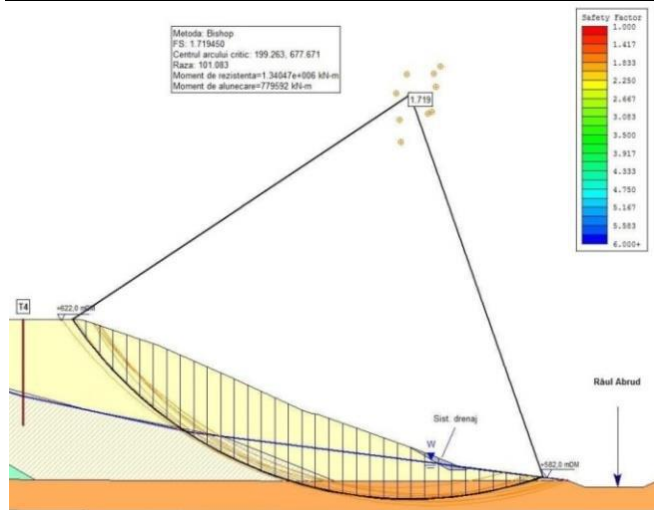 Metoda: Bishop
FS: 1.719450
Centrul arcului critic: 199.263, 677.671
Raza: 101.083
Moment de rezistenta=1.34047e+006 kN-m
Moment de alunecare=779592 kN-m
Safety Factor
1.000
1.417
1.833
2.250
2.667
3.083
3.500
3.917
4.333
4.750
5.167
5.583
6.000+
1.719
T4
≈622,0 mDM
Sist. drenaj
W
≈582,0 mDM
Râul Abrud